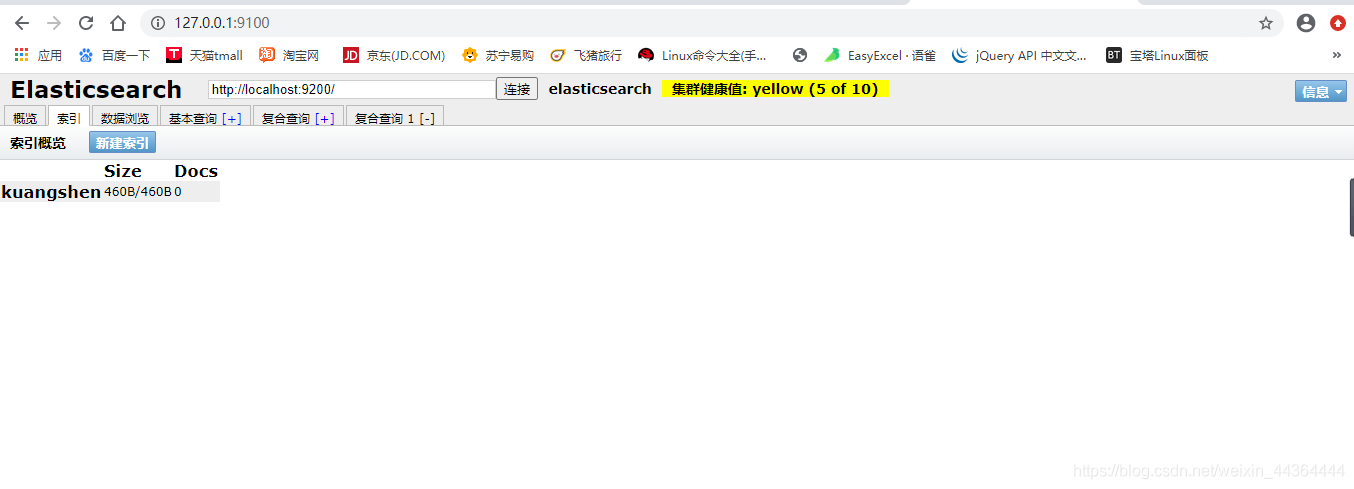 127.0.0.1:9100
应用 百度一下 天猫tmall 淘宝网 京东(JD.COM) 苏宁易购 飞猪旅行 Linux命令大全(手... EasyExcel · 语雀 jQuery API 中文文... 宝塔Linux面板 »
Elasticsearch http://localhost:9200/ 连接 elasticsearch 集群健康值: yellow (5 of 10) 信息
概览 索引 数据浏览 基本查询 [+] 复合查询 [+] 复合查询 1 [-]
索引概览 新建索引
Size Docs
kuangshen 460B/460B 0
https://blog.csdn.net/weixin_44364444